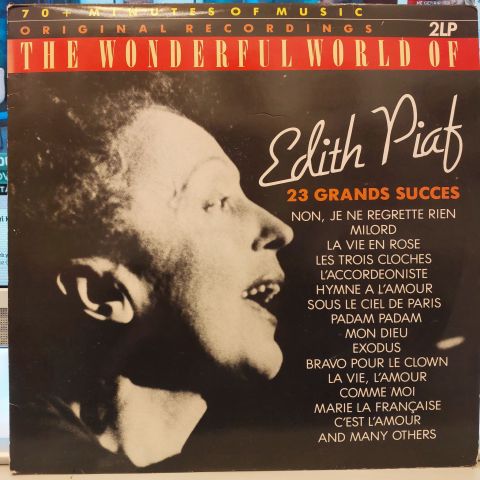 70+ MINUTES OF MUSIC
ORIGINAL RECORDINGS'
2LP
THE WONDERFUL WORLD OF
Edith Piaf
23 GRANDS SUCCES
NON, JE NE REGRETTE RIEN
MILORD
LA VIE EN ROSE
LES TROIS CLOCHES
L'ACCORDEONISTE
HYMNE A L'AMOUR
SOUS LE CIEL DE PARIS
PADAM PADAM
MON DIEU
EXODUS
BRAVO POUR LE CLOWN
LA VIE, L'AMOUR
COMME MOI
MARIE LA FRANÇAISE
C'EST L'AMOUR
AND MANY OTHERS